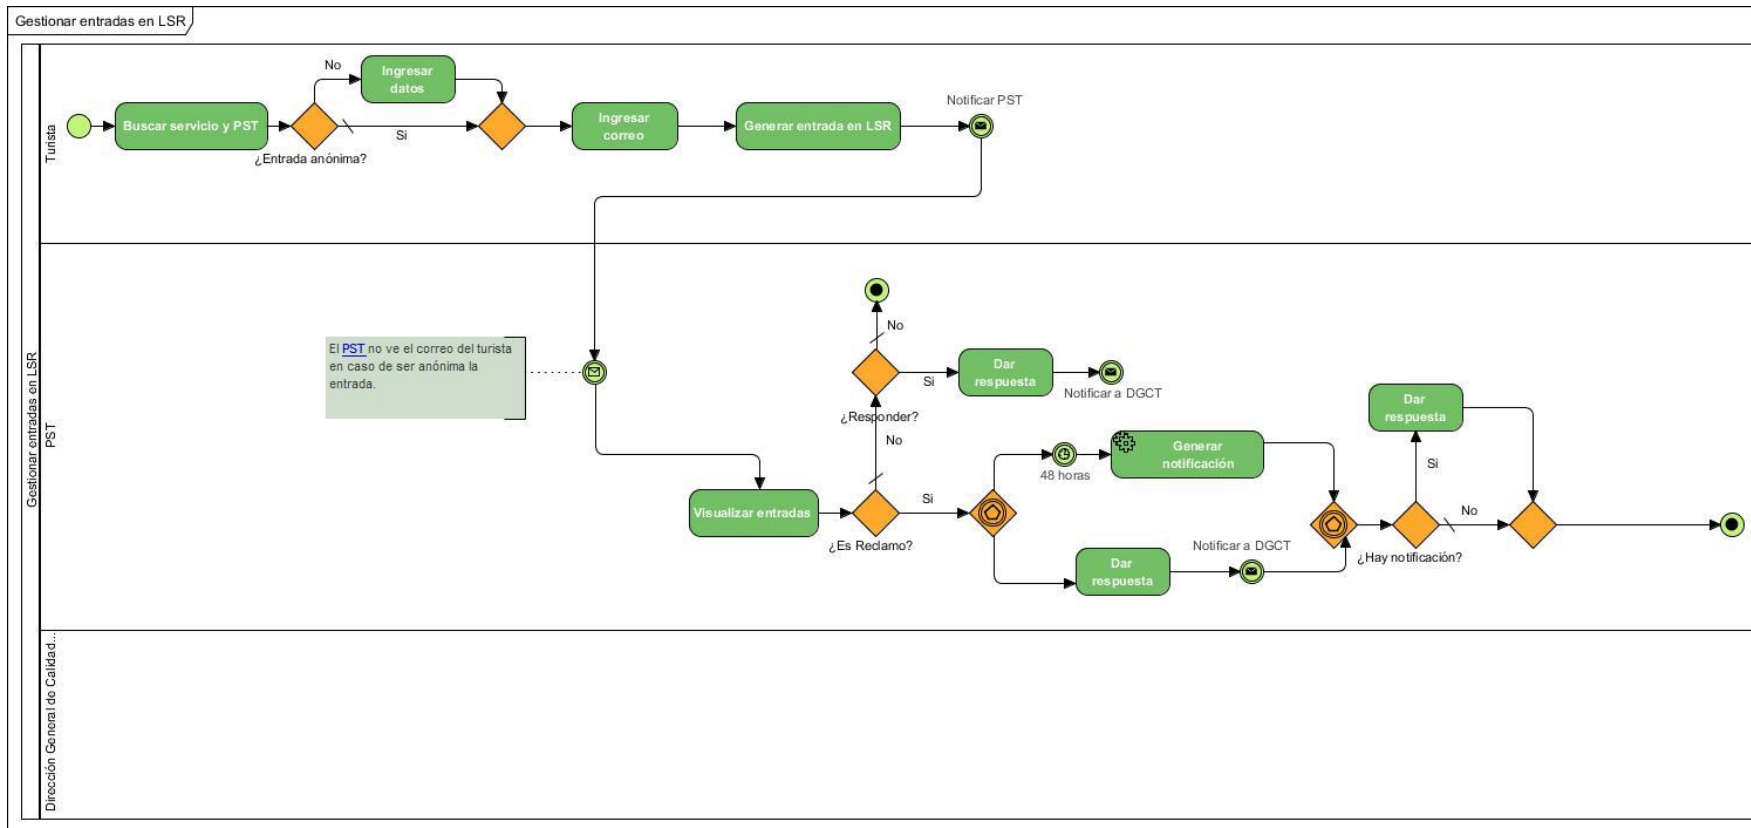 Gestionar entradas en LSR
Gestionar entradas en LSR
Turista
No
Ingresar
datos
Buscar servicio y PST
Si
¿Entrada anónima?
Ingresar
correo
Generar entrada en LSR
Notificar PST
PST
El PST no ve el correo del turista
en caso de ser anónima la
entrada.
No
¿Responder?
Si
Dar
respuesta
Notificar a DGCT
No
Visualizar entradas
¿Es Reclamo?
Si
48 horas
Generar
notificación
Dar
respuesta
Notificar a DGCT
Dar
respuesta
Si
No
¿Hay notificación?
Dirección General de Calidad...